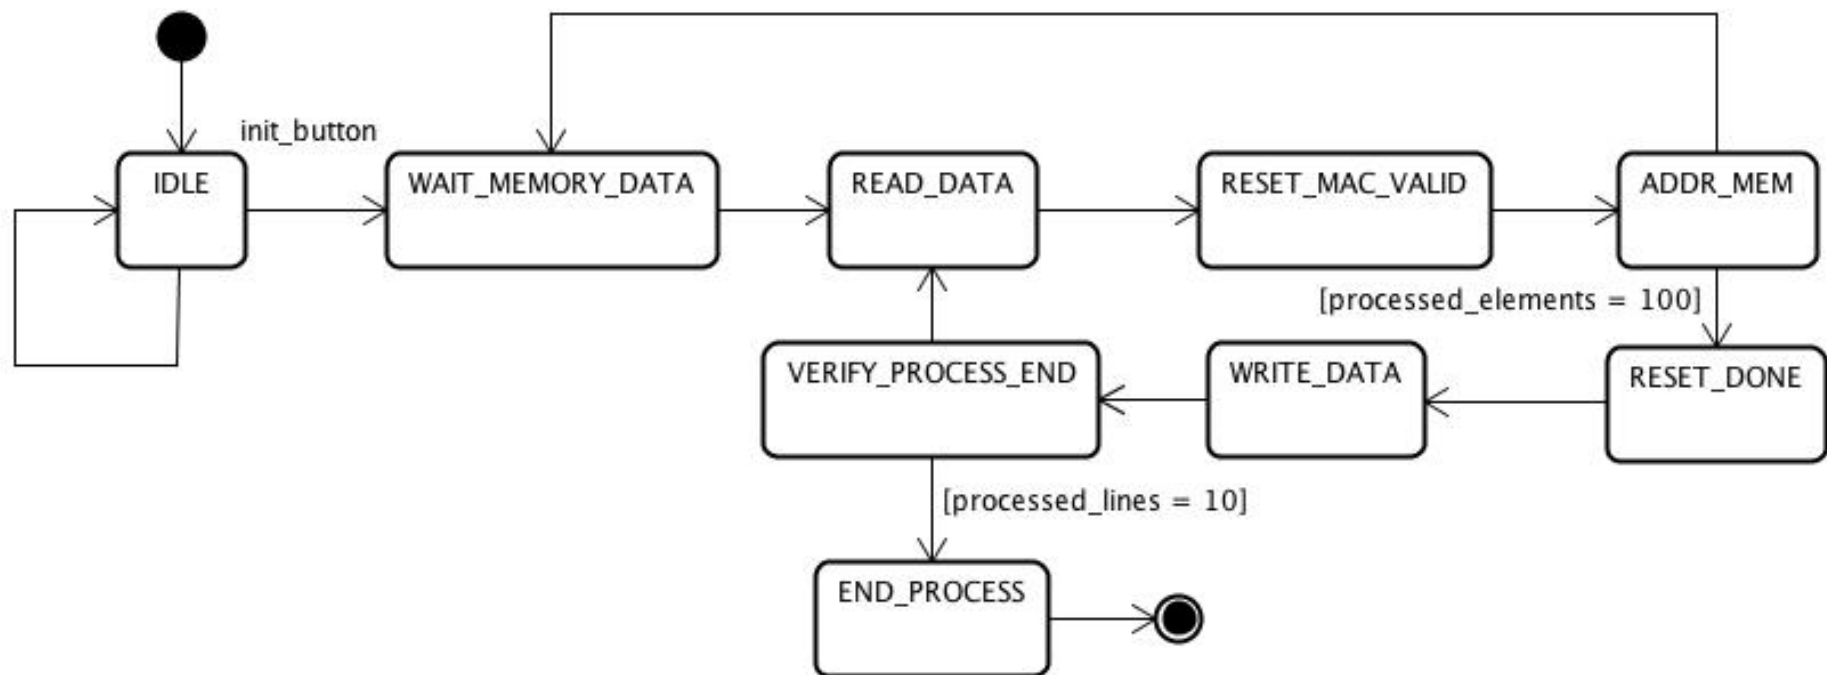 init_button
IDLE
WAIT_MEMORY_DATA
READ_DATA
RESET_MAC_VALID
ADDR_MEM
[processed_elements = 100]
VERIFY_PROCESS_END
WRITE_DATA
RESET_DONE
[processed_lines = 10]
END_PROCESS